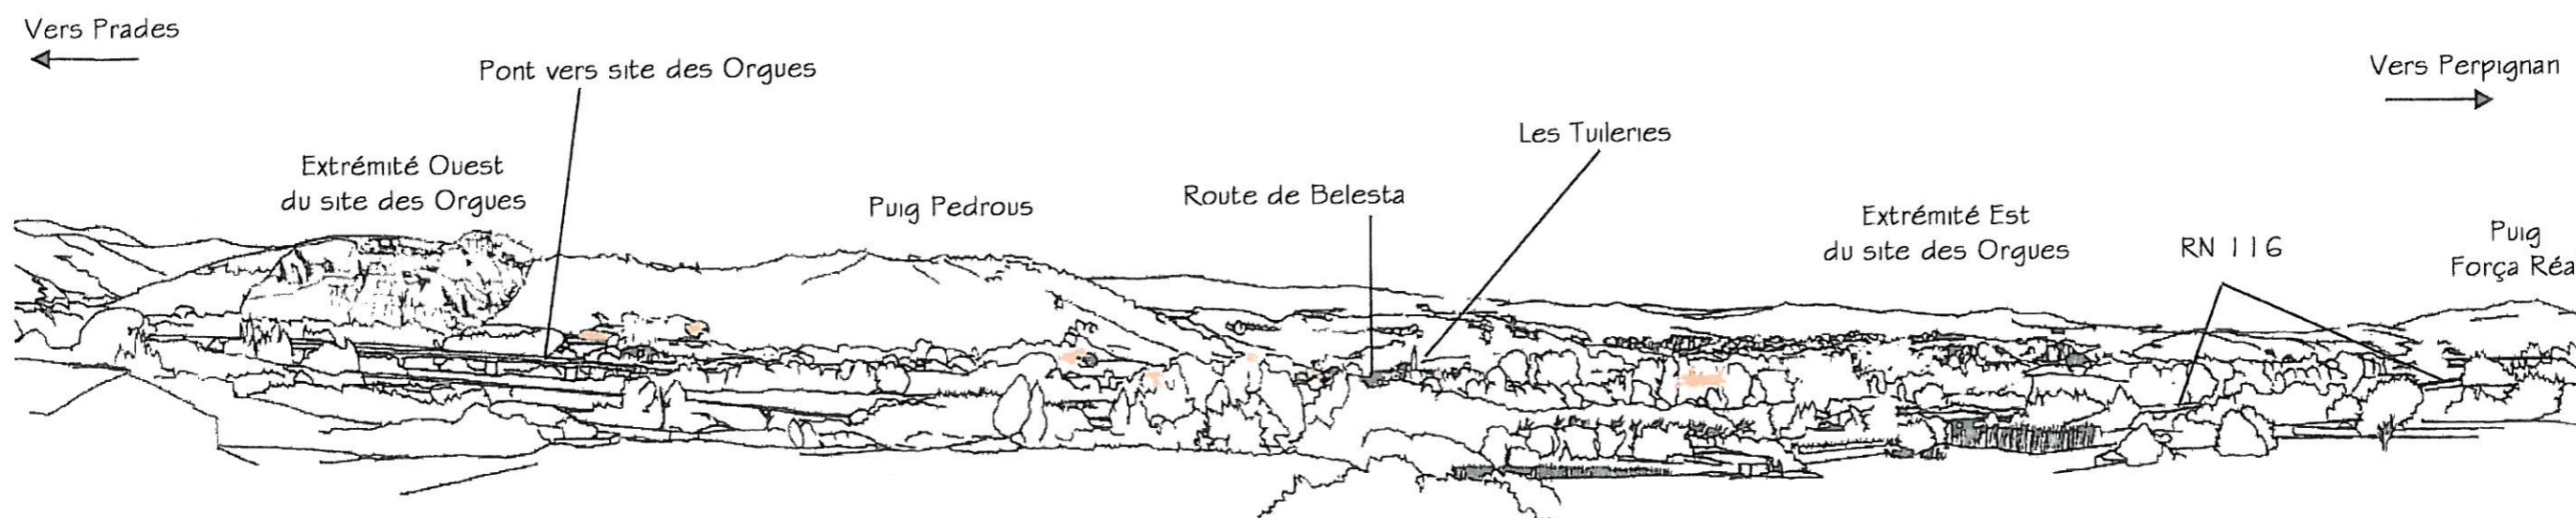 Vers Prades
Pont vers site des Orgues
Vers Perpignan
Les Tuileries
Extrémité Ouest
du site des Orgues
Puig Pedrous
Route de Belesta
Extrémité Est
du site des Orgues
RN 116
Puig
Força Réa